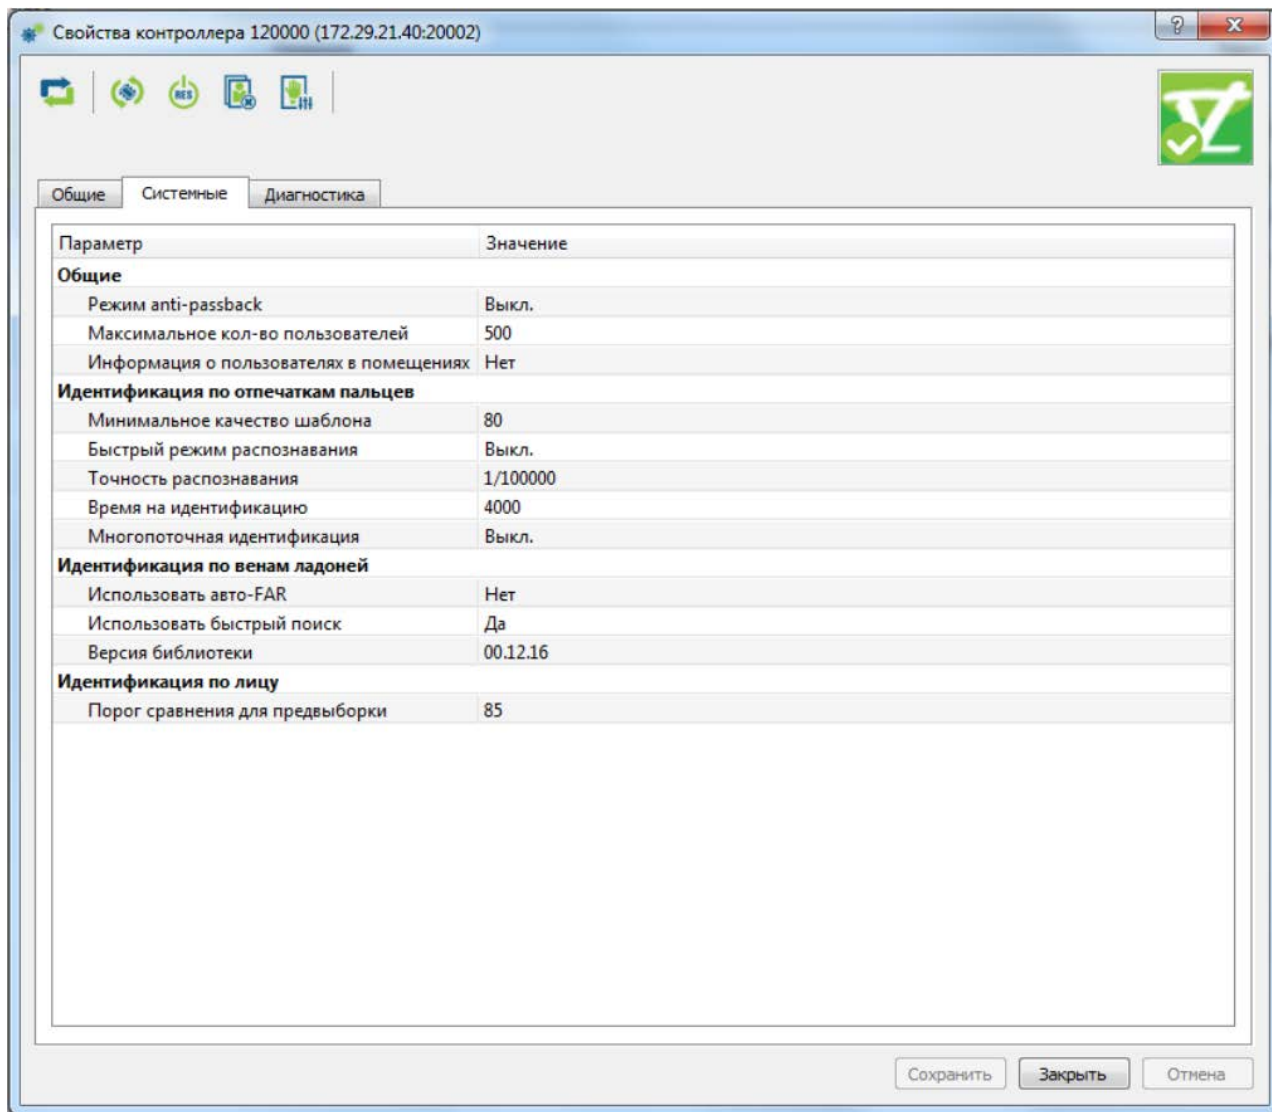 Свойства контроллера 120000 (172.29.21.40:20002)
RES
Общие Системные Диагностика
Параметр Значение
Общие
Режим anti-passback Выкл.
Максимальное кол-во пользователей 500
Информация о пользователях в помещениях Нет
Идентификация по отпечаткам пальцев
Минимальное качество шаблона 80
Быстрый режим распознавания Выкл.
Точность распознавания 1/100000
Время на идентификацию 4000
Многопоточная идентификация Выкл.
Идентификация по венам ладоней
Использовать авто-FAR Нет
Использовать быстрый поиск Да
Версия библиотеки 00.12.16
Идентификация по лицу
Порог сравнения для предвыборки 85
Сохранить Закрыть Отмена